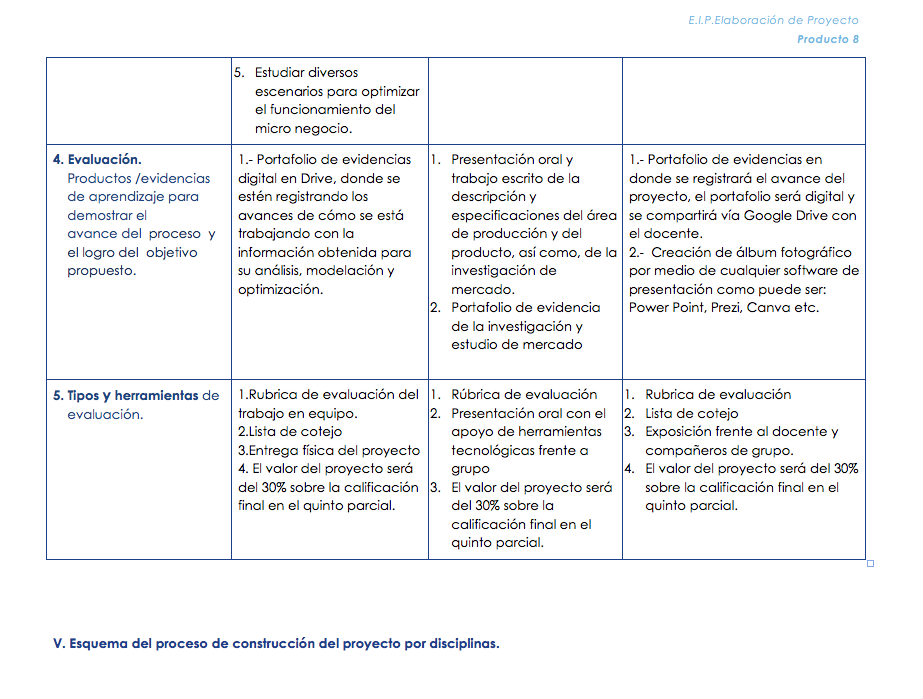 E.I.P.Elaboración de Proyecto
Producto 8
5. Estudiar diversos
escenarios para optimizar
el funcionamiento del
micro negocio.
4. Evaluación.
Productos /evidencias
de aprendizaje para
demostrar el
avance del proceso y
el logro del objetivo
propuesto.
1.- Portafolio de evidencias
digital en Drive, donde se
estén registrando los
avances de cómo se está
trabajando con la
información obtenida para
su análisis, modelación y
optimización.
1. Presentación oral y
trabajo escrito de la
descripción y
especificaciones del área
de producción y del
producto, así como, de la
investigación de
mercado.
2. Portafolio de evidencia
de la investigación y
estudio de mercado
1.- Portafolio de evidencias en
donde se registrará el avance del
proyecto, el portafolio será digital y
se compartirá vía Google Drive con
el docente.
2.- Creación de álbum fotográfico
por medio de cualquier software de
presentación como puede ser:
Power Point, Prezi, Canva etc.
5. Tipos y herramientas de
evaluación.
1.Rubrica de evaluación del
trabajo en equipo.
2.Lista de cotejo
3.Entrega física del proyecto
4. El valor del proyecto será
del 30% sobre la calificación
final en el quinto parcial.
1. Rúbrica de evaluación
2. Presentación oral con el
apoyo de herramientas
tecnológicas frente a
grupo
3. El valor del proyecto será
del 30% sobre la
calificación final en el
quinto parcial.
1. Rubrica de evaluación
2. Lista de cotejo
3. Exposición frente al docente y
compañeros de grupo.
4. El valor del proyecto será del 30%
sobre la calificación final en el
quinto parcial.
V. Esquema del proceso de construcción del proyecto por disciplinas.